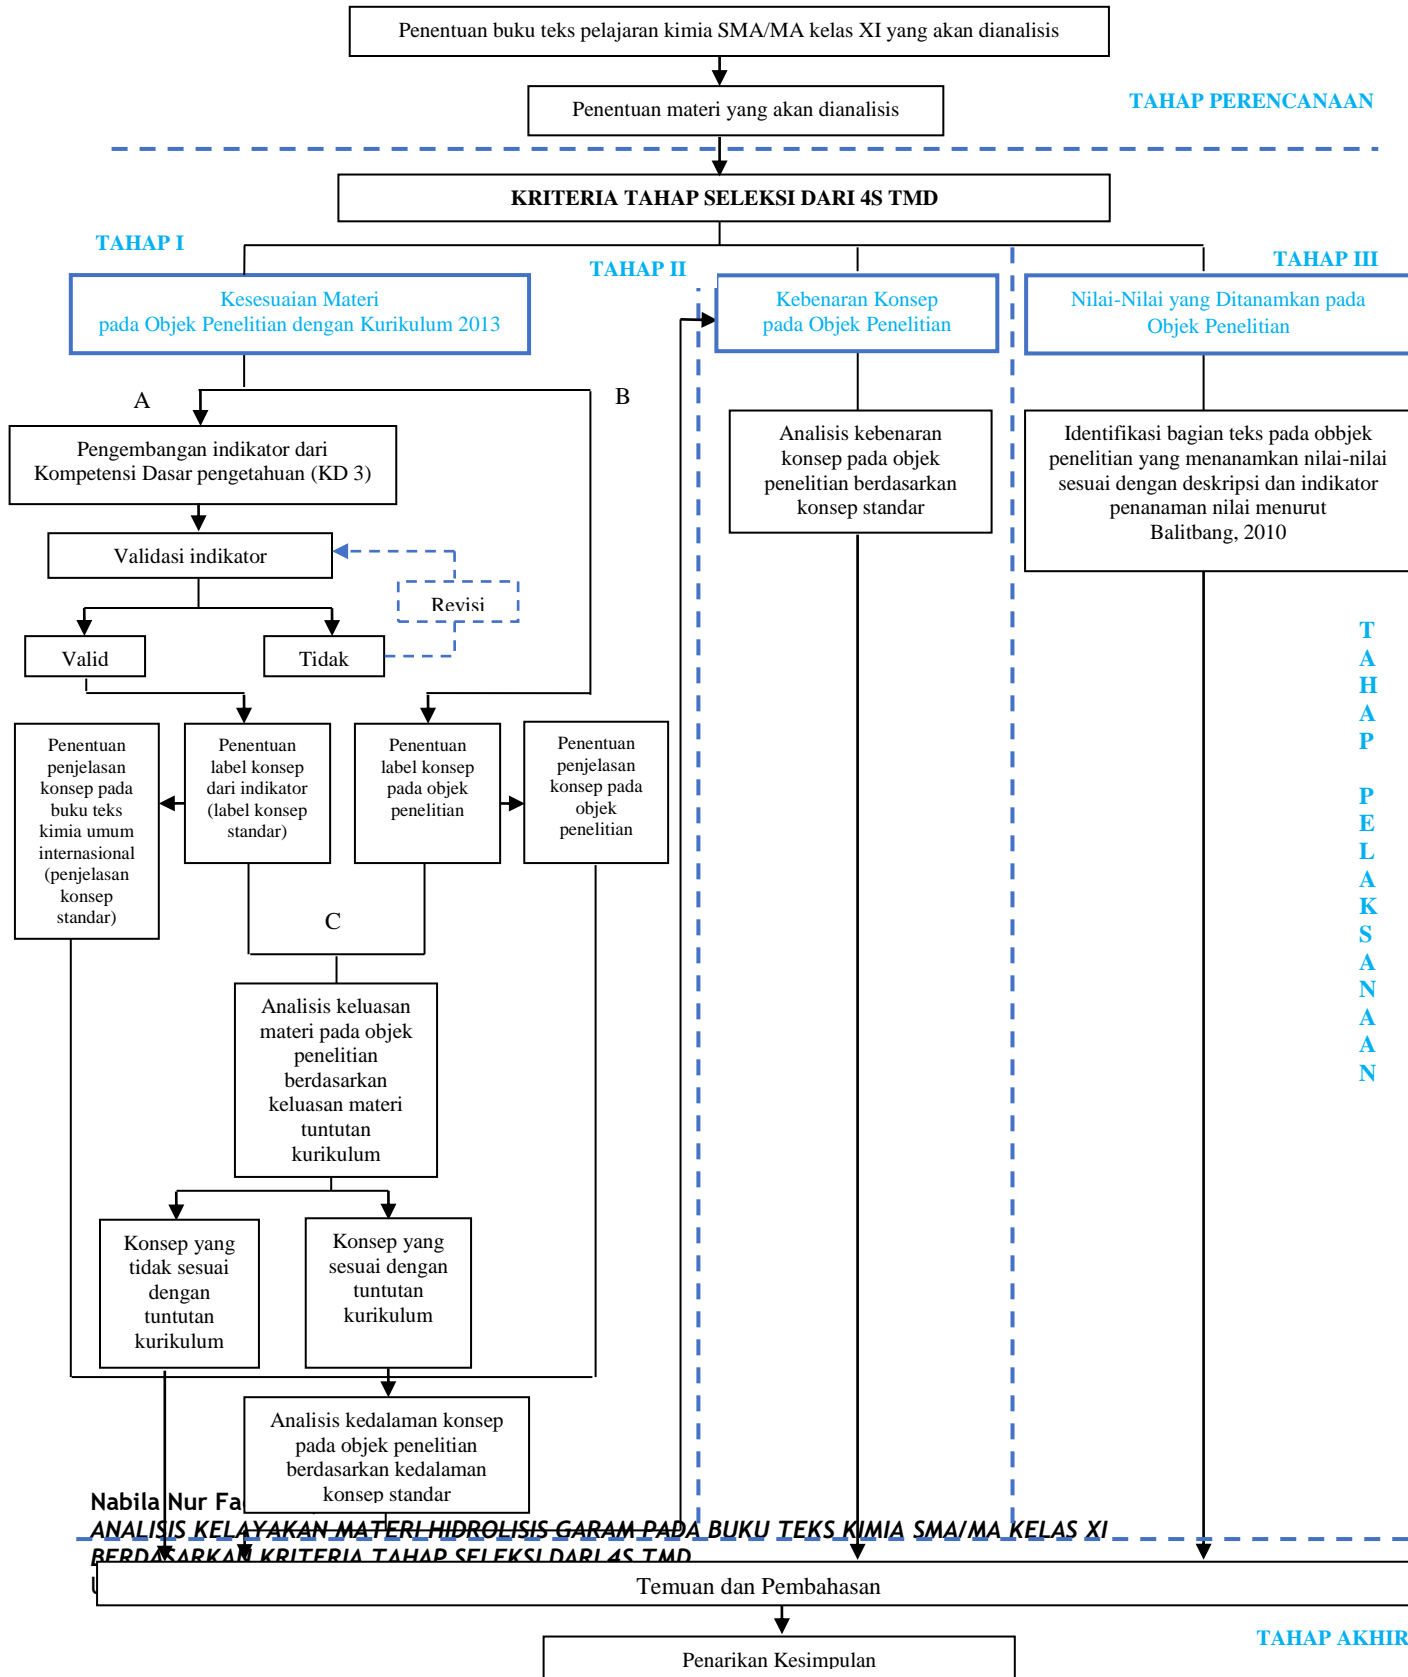 Penentuan buku teks pelajaran kimia SMA/MA kelas XI yang akan dianalisis
Penentuan materi yang akan dianalisis
TAHAP PERENCANAAN
KRITERIA TAHAP SELEKSI DARI 4S TMD
TAHAP I
TAHAP II
TAHAP III
Kesesuaian Materi
pada Objek Penelitian dengan Kurikulum 2013
Kebenaran Konsep
pada Objek Penelitian
Nilai-Nilai yang Ditanamkan pada
Objek Penelitian
A
B
Pengembangan indikator dari
Kompetensi Dasar pengetahuan (KD 3)
Analisis kebenaran
konsep pada objek
penelitian berdasarkan
konsep standar
Identifikasi bagian teks pada obbjek
penelitian yang menanamkan nilai-nilai
sesuai dengan deskripsi dan indikator
penanaman nilai menurut
Balitbang, 2010
Validasi indikator
Revisi
Valid
Tidak
T
A
H
A
P
P
E
L
A
K
S
A
N
A
A
N
Penentuan
penjelasan
konsep pada
buku teks
kimia umum
internasional
(penjelasan
konsep
standar)
Penentuan
label konsep
dari indikator
(label konsep
standar)
Penentuan
label konsep
pada objek
penelitian
Penentuan
penjelasan
konsep pada
objek
penelitian
C
Analisis keluasan
materi pada objek
penelitian
berdasarkan
keluasan materi
tuntutan
kurikulum
Konsep yang
tidak sesuai
dengan
tuntutan
kurikulum
Konsep yang
sesuai dengan
tuntutan
kurikulum
Analisis kedalaman konsep
pada objek penelitian
berdasarkan kedalaman
konsep standar
Nabila Nur
ANALISIS KELAYAKAN MATERI HIDROLISIS GARAM PADA BUKU TEKS KIMIA SMA/MA KELAS XI
BERDASARKAN KRITERIA TAHAP SELEKSI DARI 4S TMD
Temuan dan Pembahasan
TAHAP AKHIR
Penarikan Kesimpulan